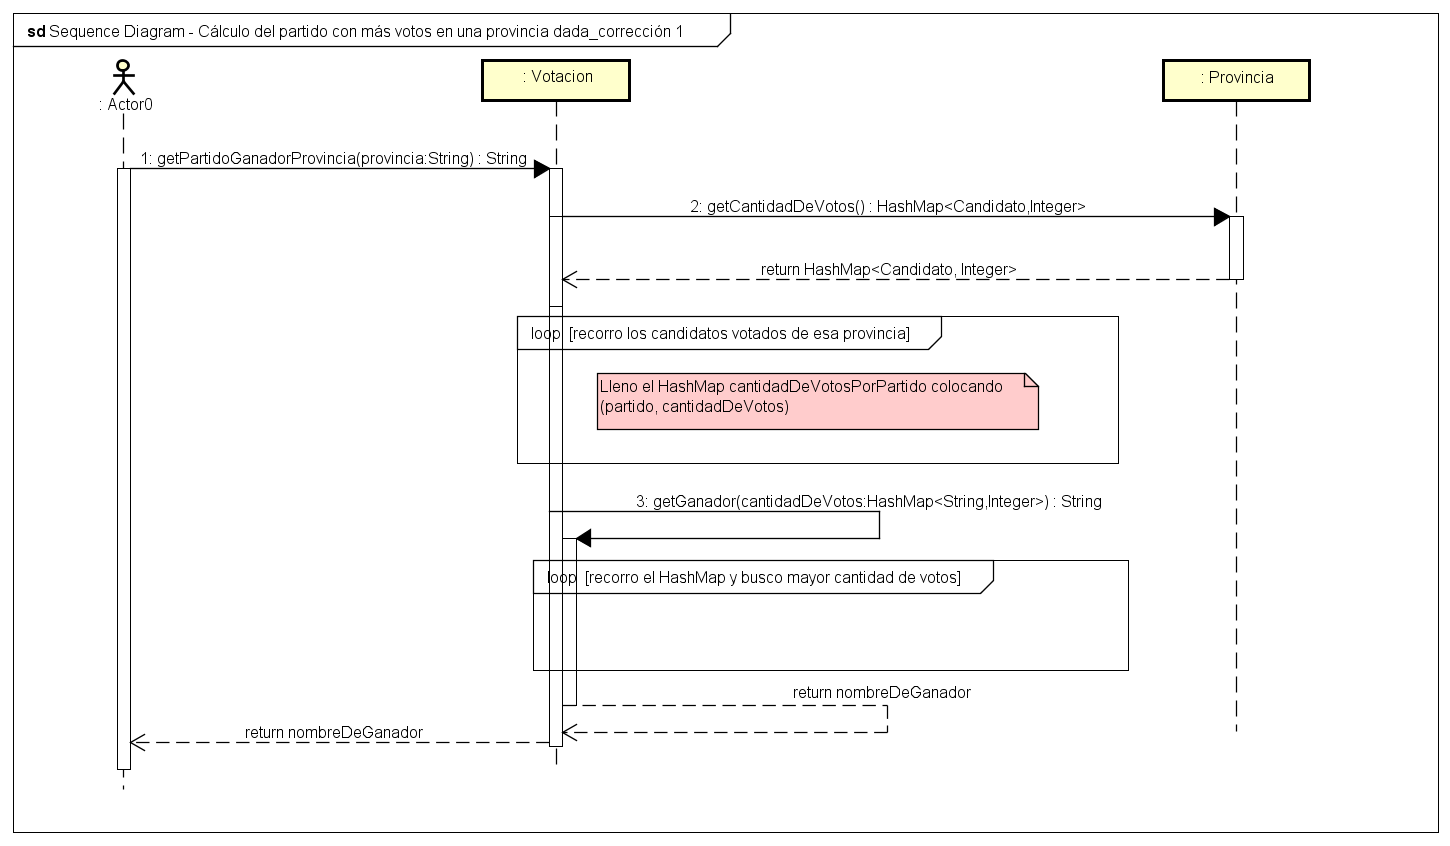 sd Sequence Diagram - Cálculo del partido con más votos en una provincia dada_corrección 1
: Actor0
: Votacion
: Provincia
1: getPartidoGanadorProvincia(provincia:String) : String
2: getCantidadDeVotos() : HashMap<Candidato,Integer>
return HashMap<Candidato, Integer>
loop [recorro los candidatos votados de esa provincia]
Lleno el HashMap cantidadDeVotosPorPartido colocando
(partido, cantidadDeVotos)
3: getGanador(cantidadDeVotos:HashMap<String,Integer>) : String
loop [recorro el HashMap y busco mayor cantidad de votos]
return nombreDeGanador
return nombreDeGanador